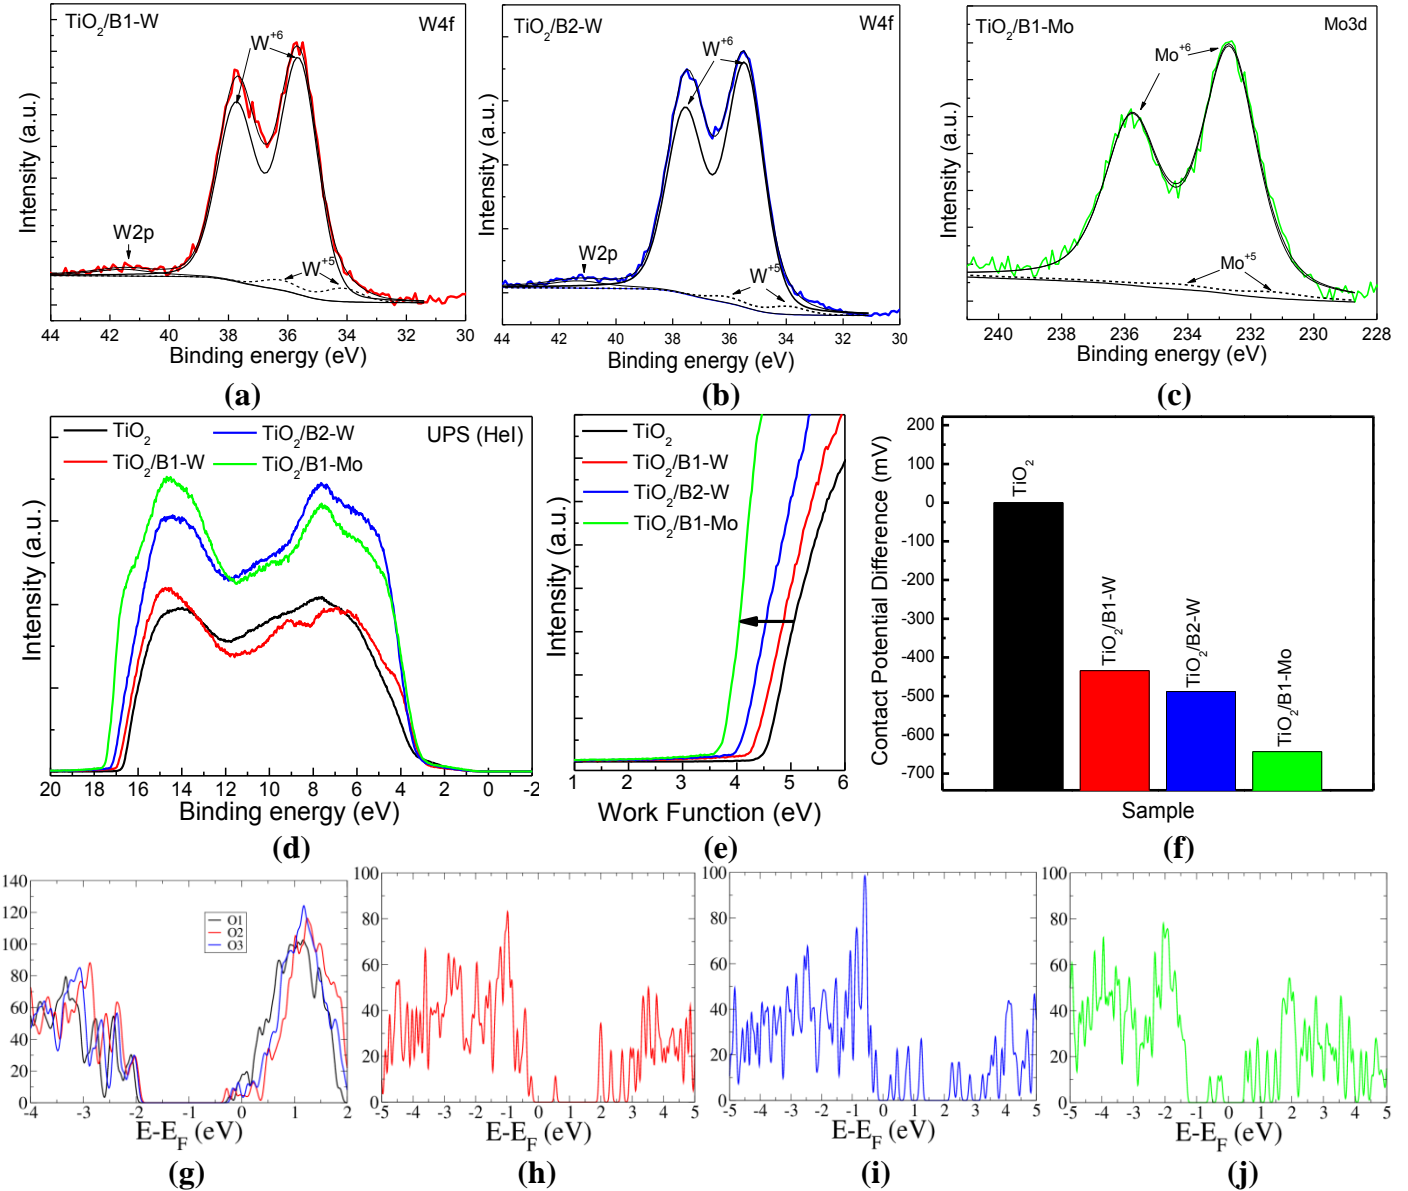 TiO2/B1-W
W4f
W+6
W2p
W+5
Intensity (a.u.)
44 42 40 38 36 34 32 30
Binding energy (eV)
(a)
TiO2/B2-W
W4f
W+6
W2p
W+5
Intensity (a.u.)
44 42 40 38 36 34 32 30
Binding energy (eV)
(b)
TiO2/B1-Mo
Mo3d
Mo+6
Mo+5
Intensity (a.u.)
240 238 236 234 232 230 228
Binding energy (eV)
(c)
TiO2
TiO2/B1-W
TiO2/B2-W
TiO2/B1-Mo
UPS (HeI)
Intensity (a.u.)
20 18 16 14 12 10 8 6 4 2 0 -2
Binding energy (eV)
(d)
TiO2
TiO2/B1-W
TiO2/B2-W
TiO2/B1-Mo
Intensity (a.u.)
1 2 3 4 5 6
Work Function (eV)
(e)
Contact Potential Difference (mV)
200
100
0
-100
-200
-300
-400
-500
-600
-700
TiO2
TiO2/B1-W
TiO2/B2-W
TiO2/B1-Mo
Sample
(f)
140
120
100
80
60
40
20
0
O1
O2
O3
-4 -3 -2 -1 0 1 2
E-EF (eV)
(g)
100
80
60
40
20
0
-5 -4 -3 -2 -1 0 1 2 3 4 5
E-EF (eV)
(h)
100
80
60
40
20
0
-5 -4 -3 -2 -1 0 1 2 3 4 5
E-EF (eV)
(i)
100
80
60
40
20
0
-5 -4 -3 -2 -1 0 1 2 3 4 5
E-EF (eV)
(j)